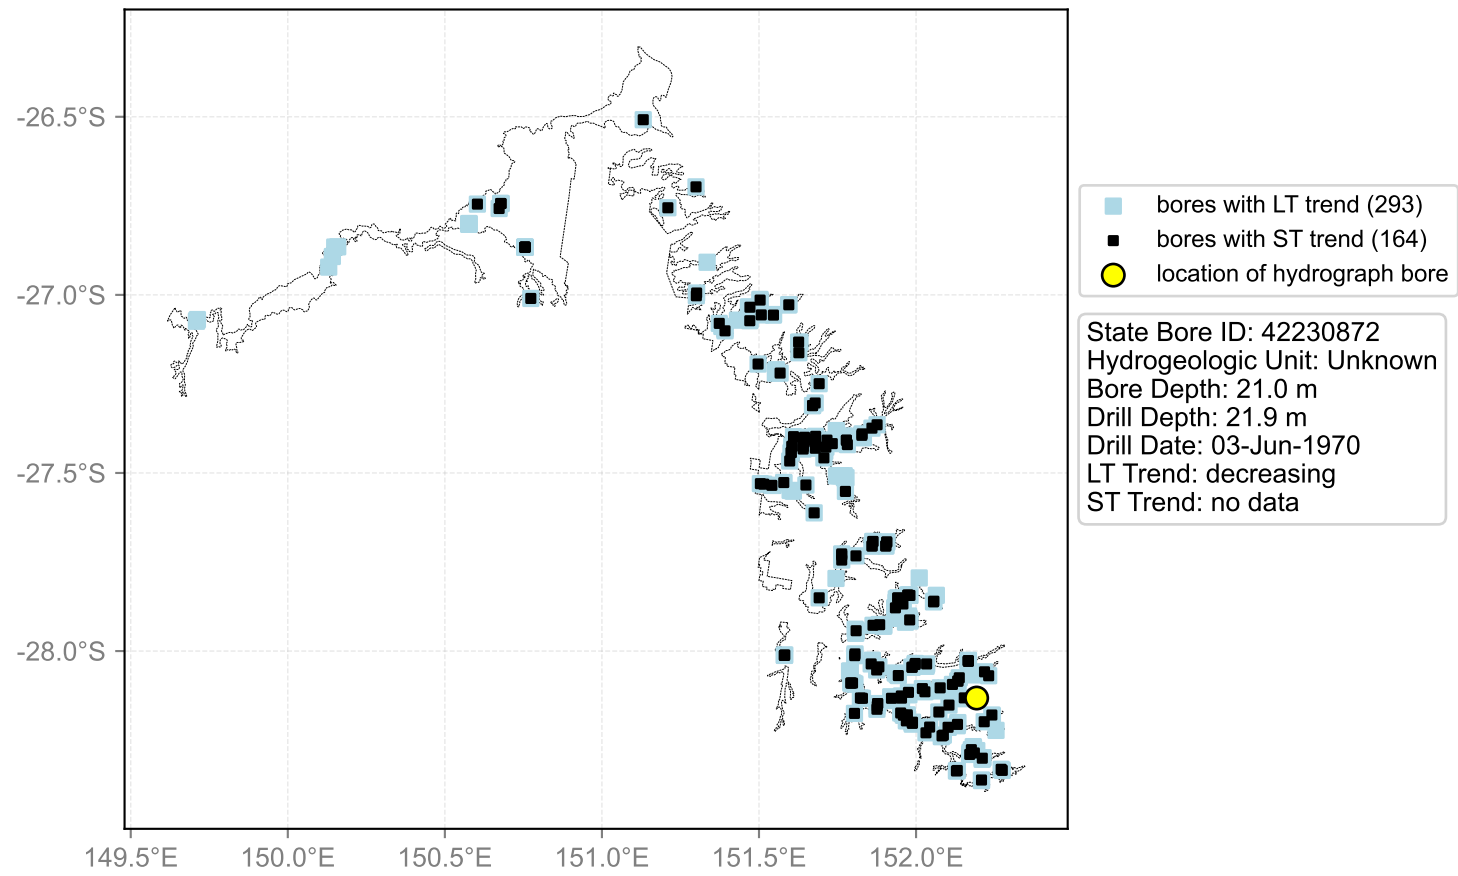 -26.5°S
-27.0°S
-27.5°S
-28.0°S
149.5°E 150.0°E 150.5°E 151.0°E 151.5°E 152.0°E
bores with LT trend (293)
bores with ST trend (164)
location of hydrograph bore
State Bore ID: 42230872
Hydrogeologic Unit: Unknown
Bore Depth: 21.0 m
Drill Depth: 21.9 m
Drill Date: 03-Jun-1970
LT Trend: decreasing
ST Trend: no data